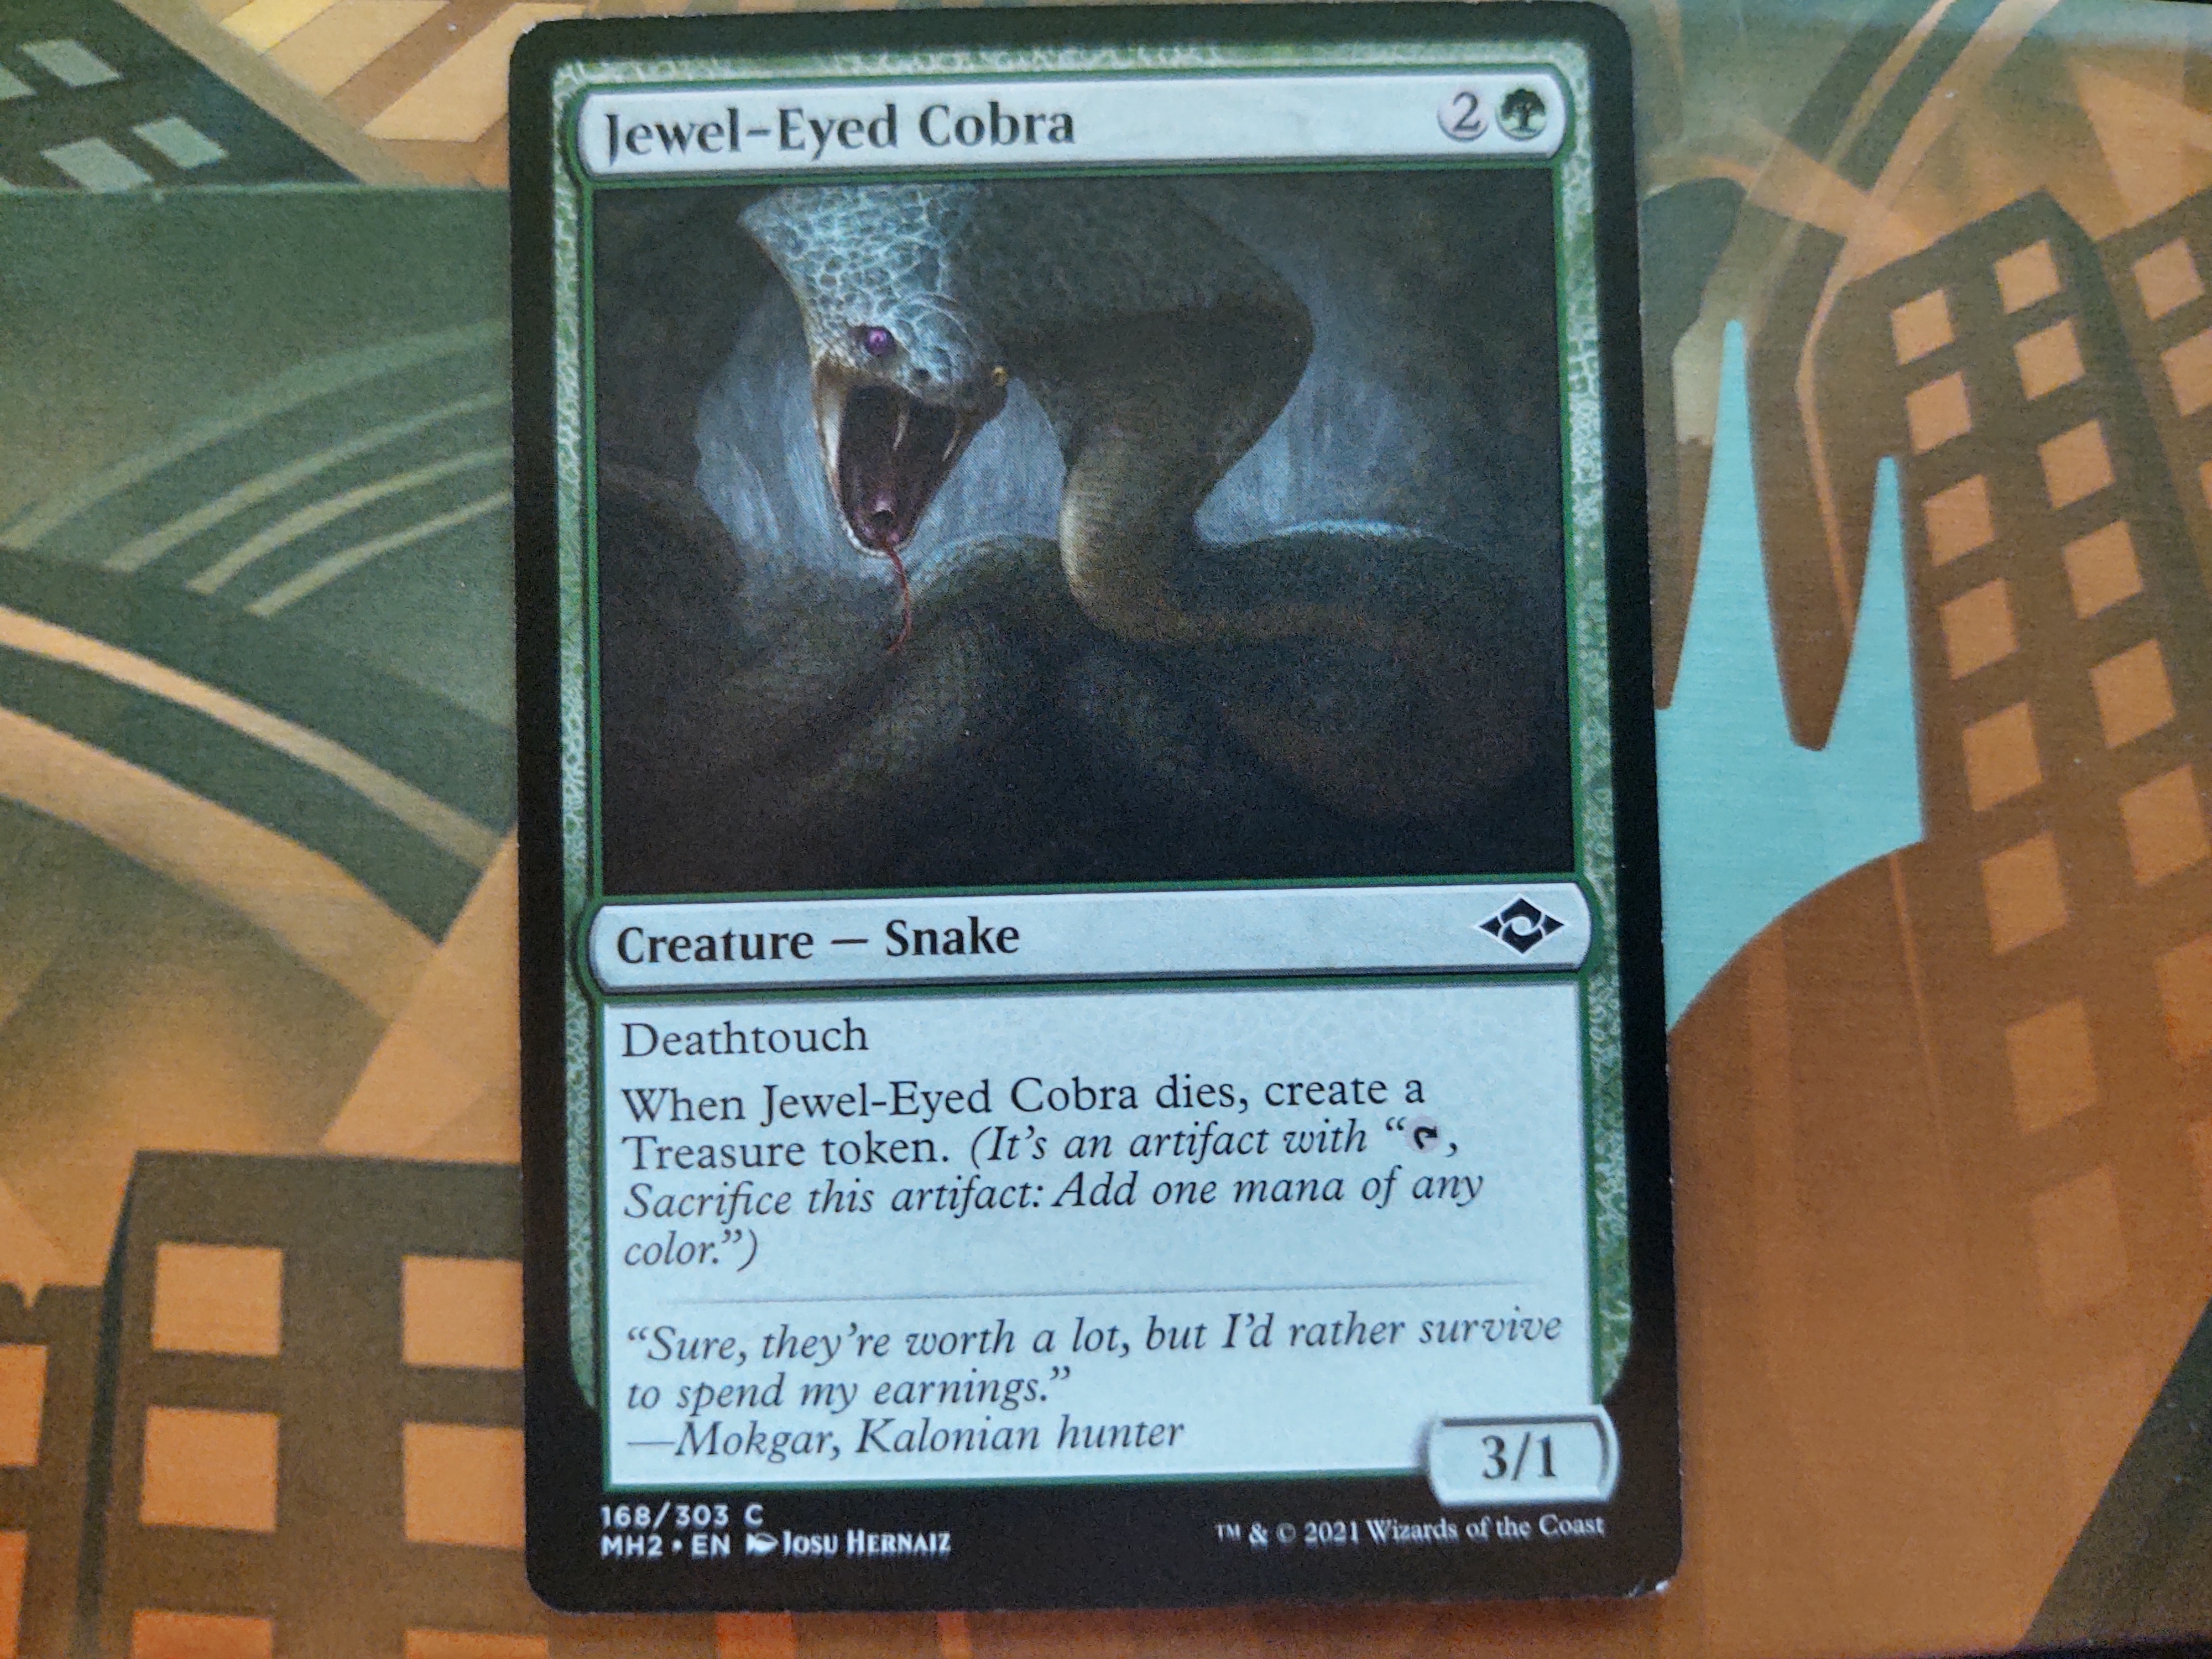 Jewel-Eyed Cobra 2
Creature — Snake
Deathtouch
When Jewel-Eyed Cobra dies, create a
Treasure token. (It's an artifact with “,
Sacrifice this artifact: Add one mana of any
color.”)
“Sure, they're worth a lot, but I'd rather survive
to spend my earnings.”
—Mokgar, Kalonian hunter
3/1
168/303 C
MH2 • EN Josu Hernaiz
™ & © 2021 Wizards of the Coast